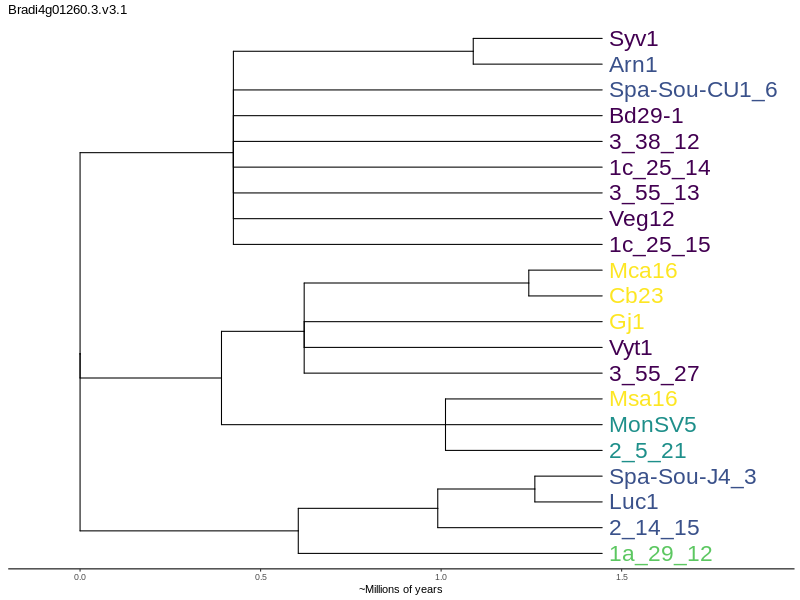 Bradi4g01260.3.v3.1
Syv1
Arn1
Spa-Sou-CU1_6
Bd29-1
3_38_12
1c_25_14
3_55_13
Veg12
1c_25_15
Mca16
Cb23
Gj1
Vyt1
3_55_27
Msa16
MonSV5
2_5_21
Spa-Sou-J4_3
Luc1
2_14_15
1a_29_12
0.0 0.5 1.0 1.5
~Millions of years